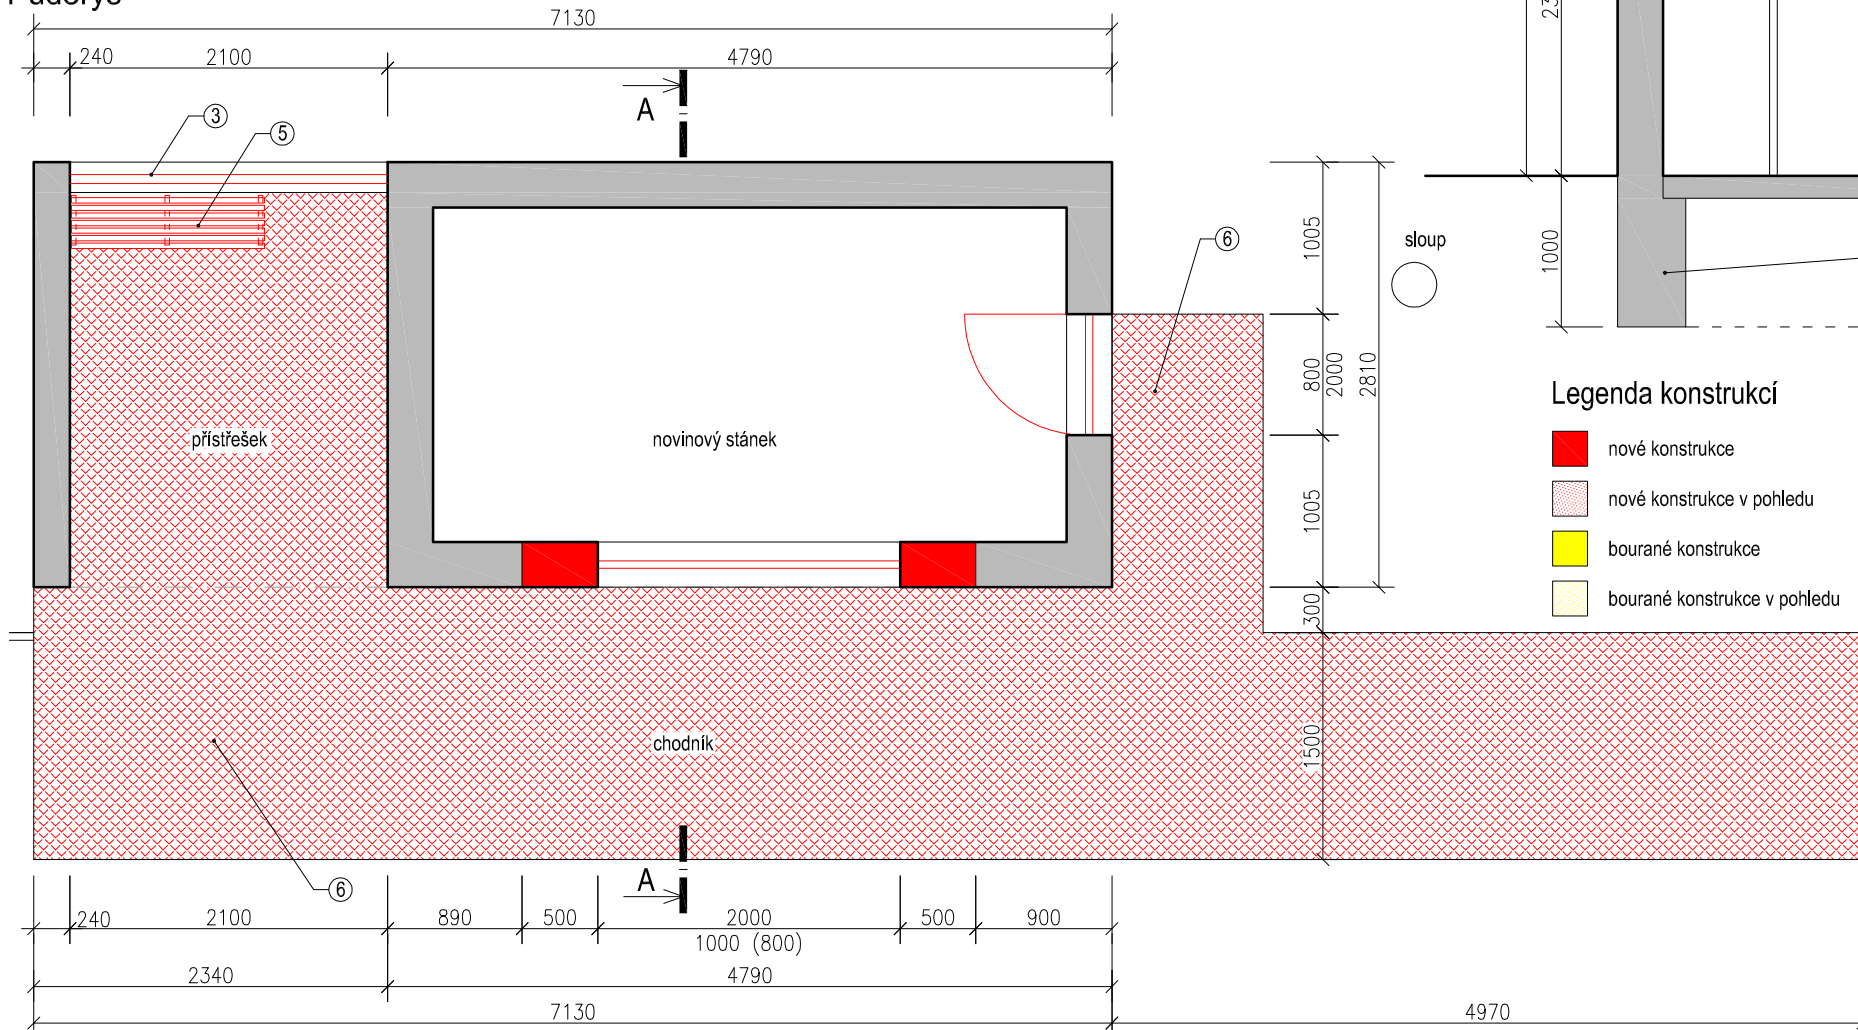 Půdorys
7130
240
2100
4790
A
3
5
6
1005
800
2000
2810
1005
300
1500
sloup
1000
přístřešek
novinový stánek
chodník
Legenda konstrukcí
nové konstrukce
nové konstrukce v pohledu
bourané konstrukce
bourané konstrukce v pohledu
6
A
240
2100
890
500
2000
500
900
1000 (800)
2340
4790
7130
4970